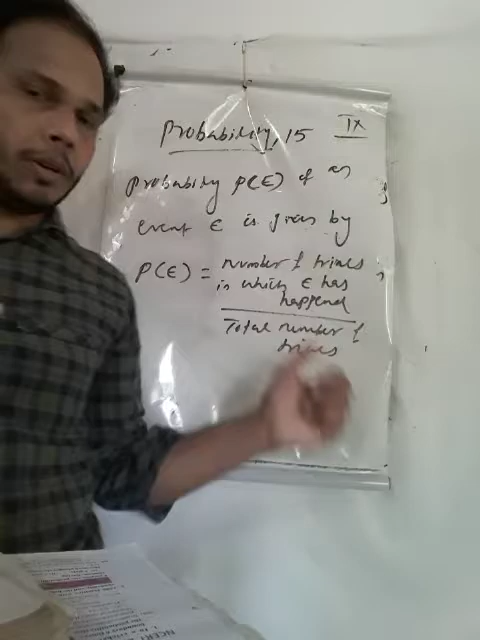 Probability, 15
IX
Probability P(E) of an
event E is given by
P(E) = Number of trials
in which E has
happened
Total number of
trials
NCERT